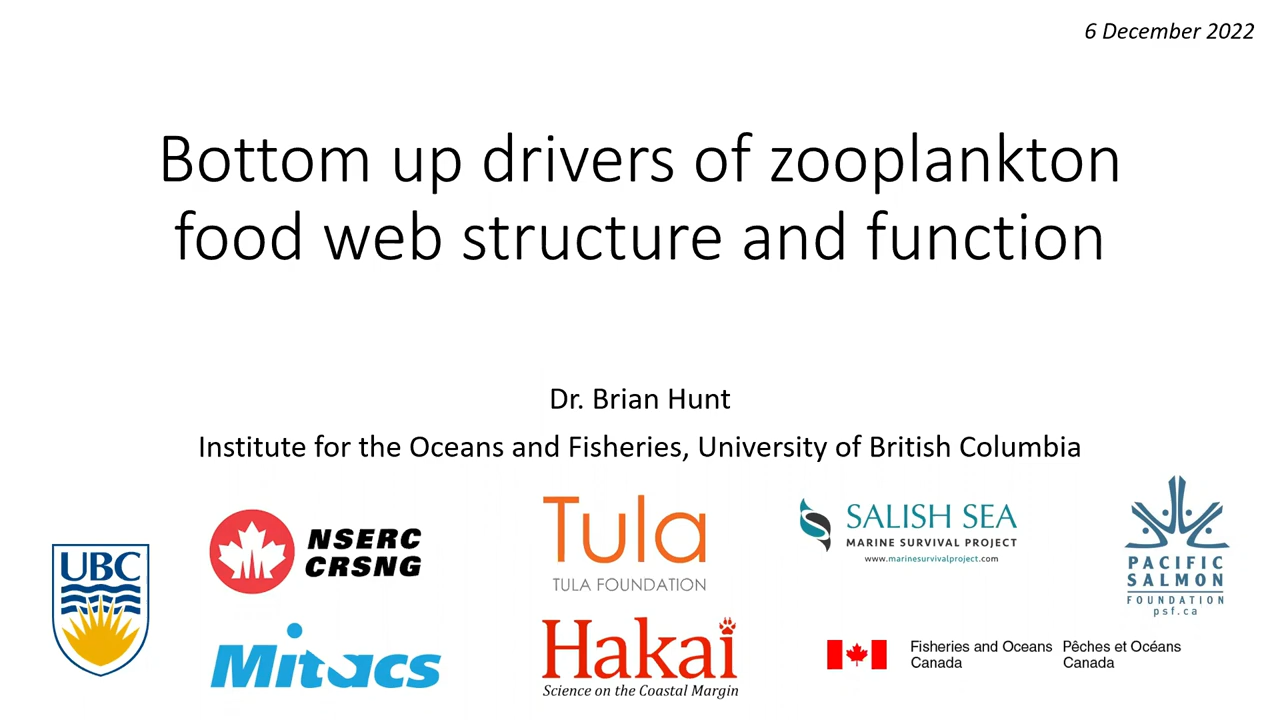 6 December 2022
Bottom up drivers of zooplankton
food web structure and function
Dr. Brian Hunt
Institute for the Oceans and Fisheries, University of British Columbia
UBC
NSERC
CRSNG
Mitacs
Tula
TULA FOUNDATION
Hakai
Science on the Coastal Margin
SALISH SEA
MARINE SURVIVAL PROJECT
www.marinesurvivalproject.com
Fisheries and Oceans Pêches et Océans
Canada Canada
PACIFIC
SALMON
FOUNDATION
psf.ca